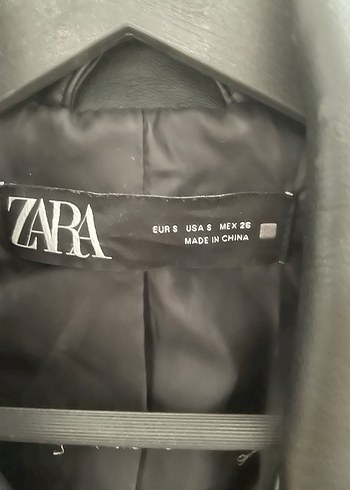 ZARA
EUR S USA S MEX 26
MADE IN CHINA